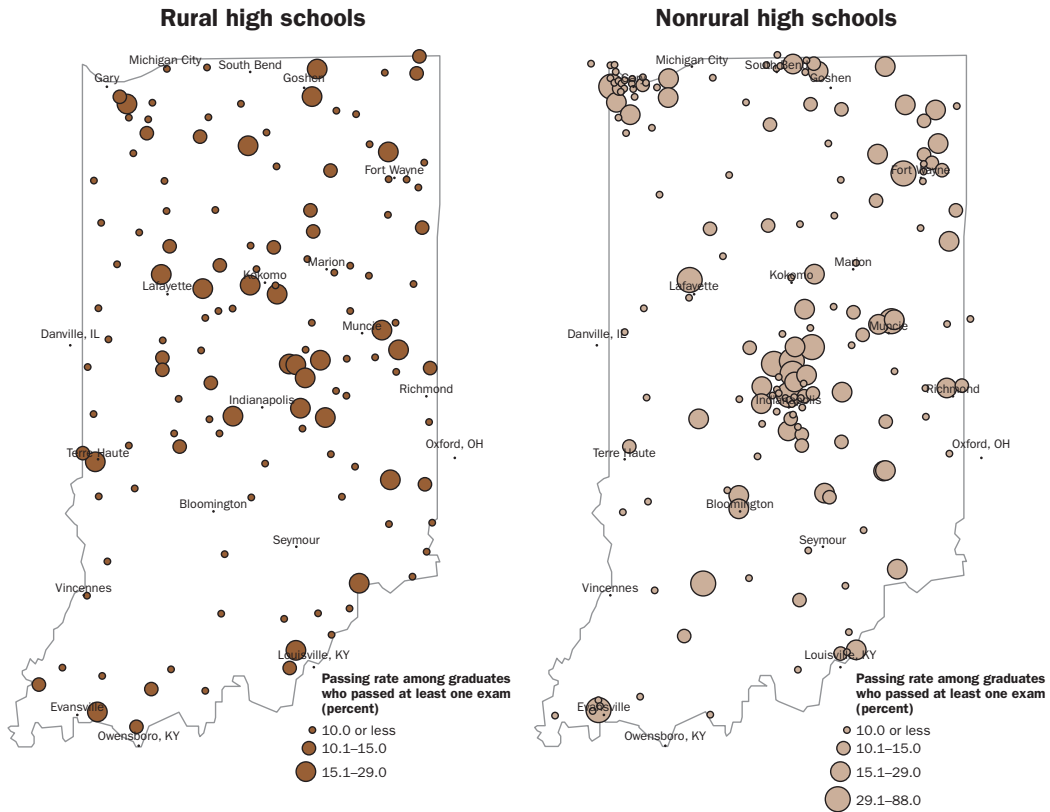 Rural high schools
Michigan City
South Bend
Gary
Goshen
Fort Wayne
Marion
Kokomo
Lafayette
Muncie
Danville, IL
Richmond
Indianapolis
Oxford, OH
Terre Haute
Bloomington
Seymour
Vincennes
Louisville, KY
Evansville
Owensboro, KY
Passing rate among graduates
who passed at least one exam
(percent)
10.0 or less
10.1–15.0
15.1–29.0
Nonrural high schools
Michigan City
South Bend
Gary
Goshen
Fort Wayne
Marion
Kokomo
Lafayette
Muncie
Danville, IL
Richmond
Indianapolis
Oxford, OH
Terre Haute
Bloomington
Seymour
Vincennes
Louisville, KY
Evansville
Owensboro, KY
Passing rate among graduates
who passed at least one exam
(percent)
10.0 or less
10.1–15.0
15.1–29.0
29.1–88.0